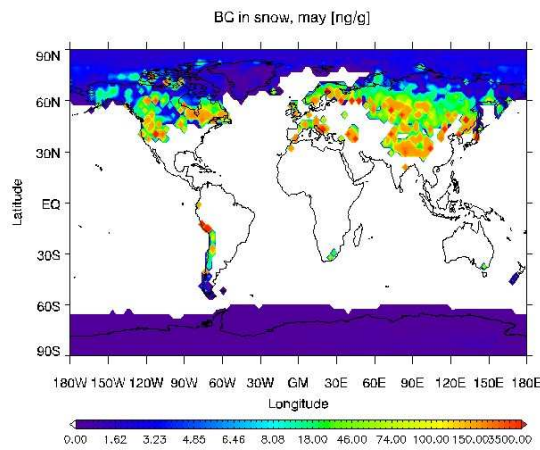 BC in snow, may [ng/g]
90N
60N
30N
EQ
30S
60S
90S
Latitude
180W 150W 120W 90W 60W 30W GM 30E 60E 90E 120E 150E 180E
Longitude
0.00 1.62 3.23 4.85 6.46 8.08 18.00 46.00 74.00 100.00 150.00 3500.00